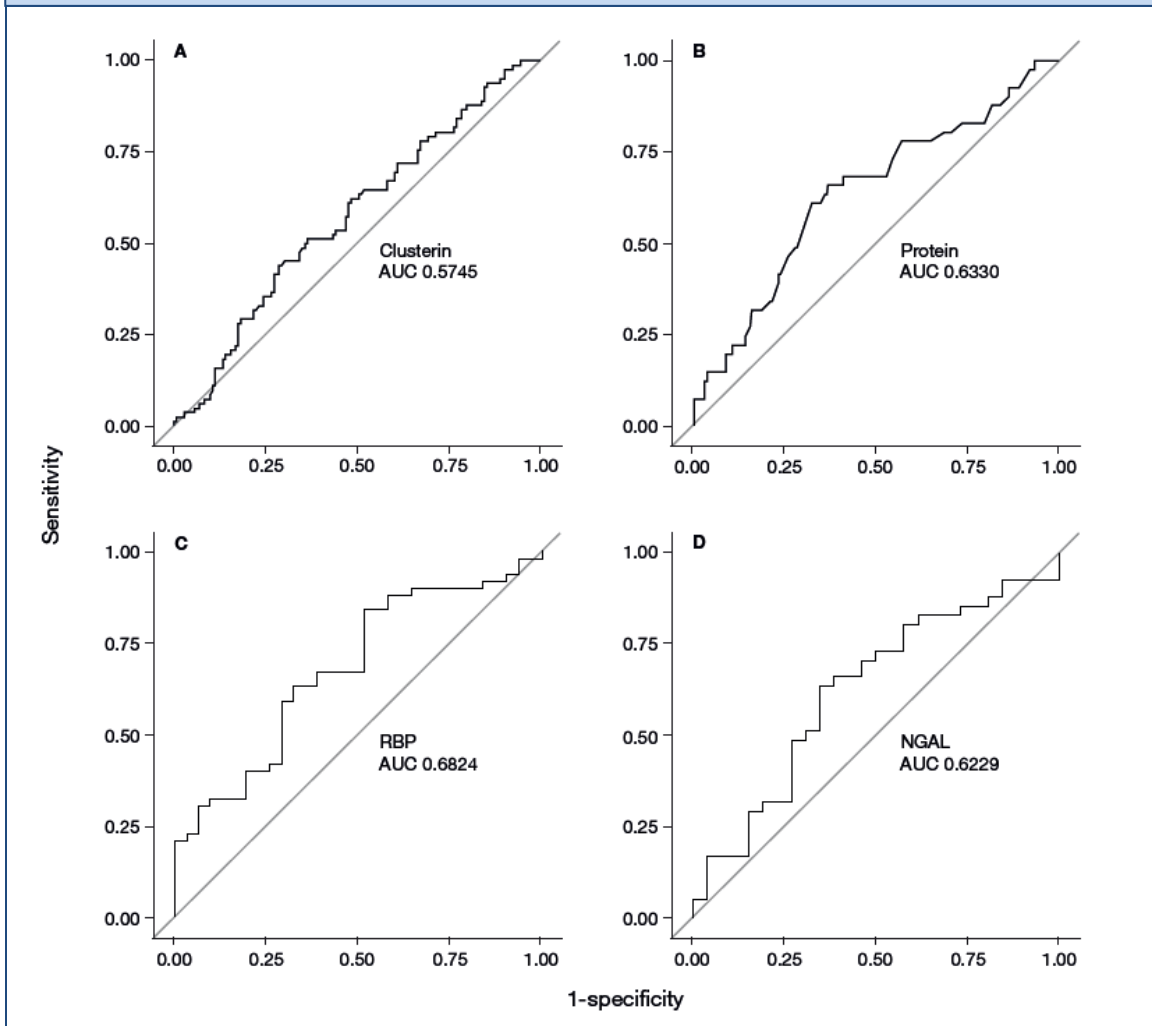 A
1.00
0.75
0.50
0.25
0.00
Clusterin
AUC 0.5745
0.00 0.25 0.50 0.75 1.00
B
1.00
0.75
0.50
0.25
0.00
Protein
AUC 0.6330
0.00 0.25 0.50 0.75 1.00
Sensitivity
C
1.00
0.75
0.50
0.25
0.00
RBP
AUC 0.6824
0.00 0.25 0.50 0.75 1.00
D
1.00
0.75
0.50
0.25
0.00
NGAL
AUC 0.6229
0.00 0.25 0.50 0.75 1.00
1-specificity